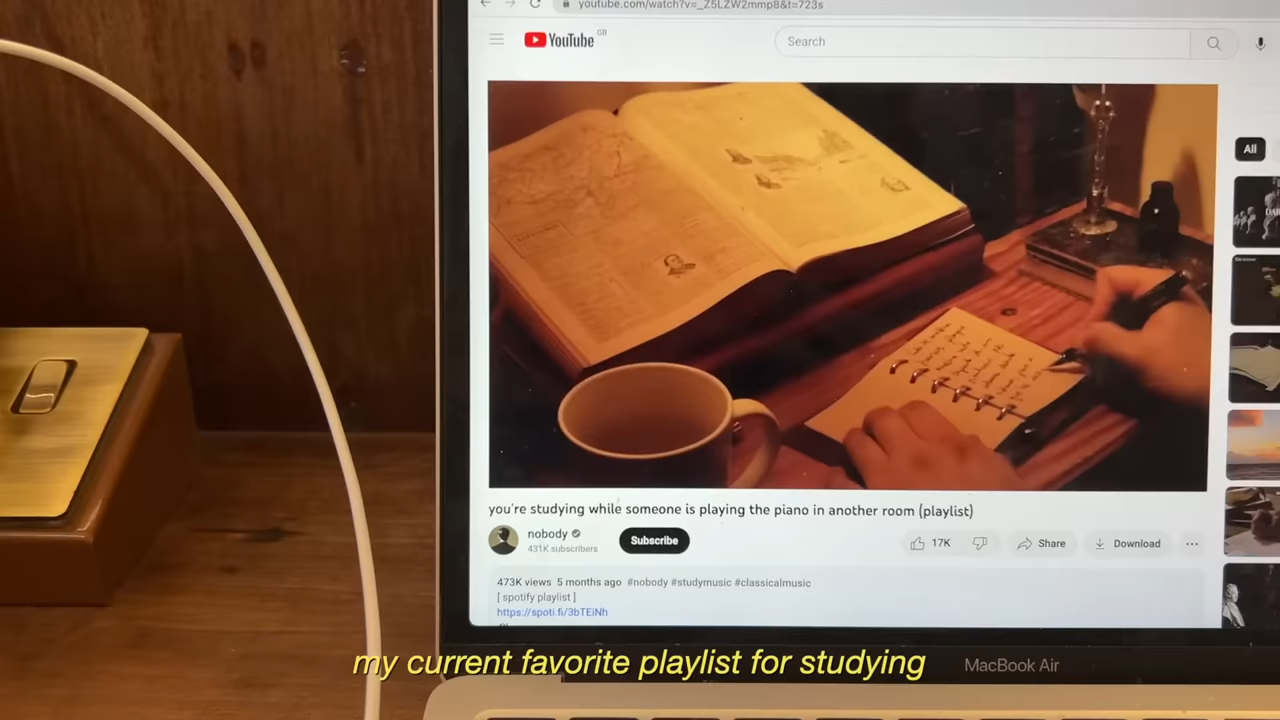 youtube.com/watch?v=_Z5LZW2mmp8&t=723s
YouTube GB
Search
All
you're studying while someone is playing the piano in another room (playlist)
nobody
431K subscribers
Subscribe
17K
Share
Download
473K views 5 months ago #nobody #studymusic #classicalmusic
[ spotify playlist ]
https://spoti.fi/3bTEiNh
my current favorite playlist for studying
MacBook Air